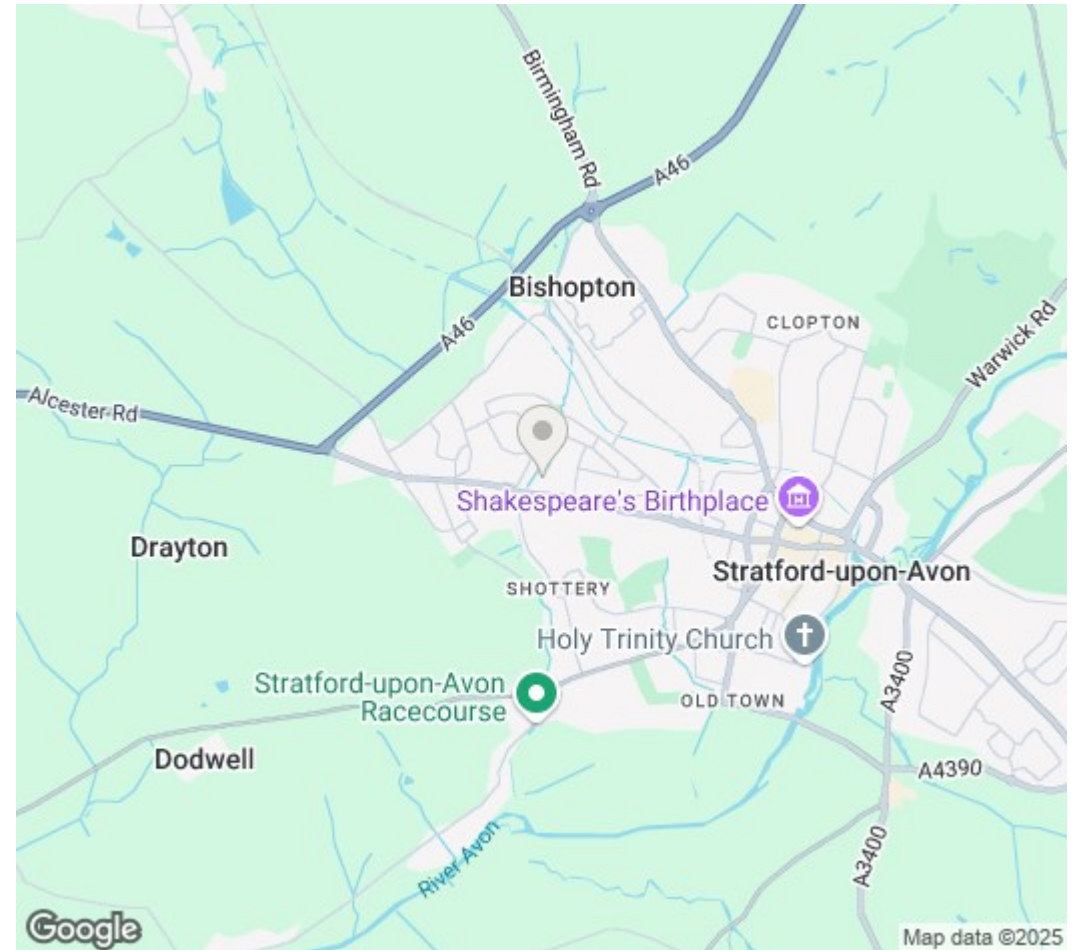 Birmingham Rd
A46
Bishopton
CLOPTON
A46
Warwick Rd
Alcester Rd
Shakespeare's Birthplace
Drayton
Stratford-upon-Avon
SHOTTERY
Holy Trinity Church
Stratford-upon-Avon
Racecourse
OLD TOWN
A3400
Dodwell
A4390
River Avon
A3400
Google
Map data ©2025